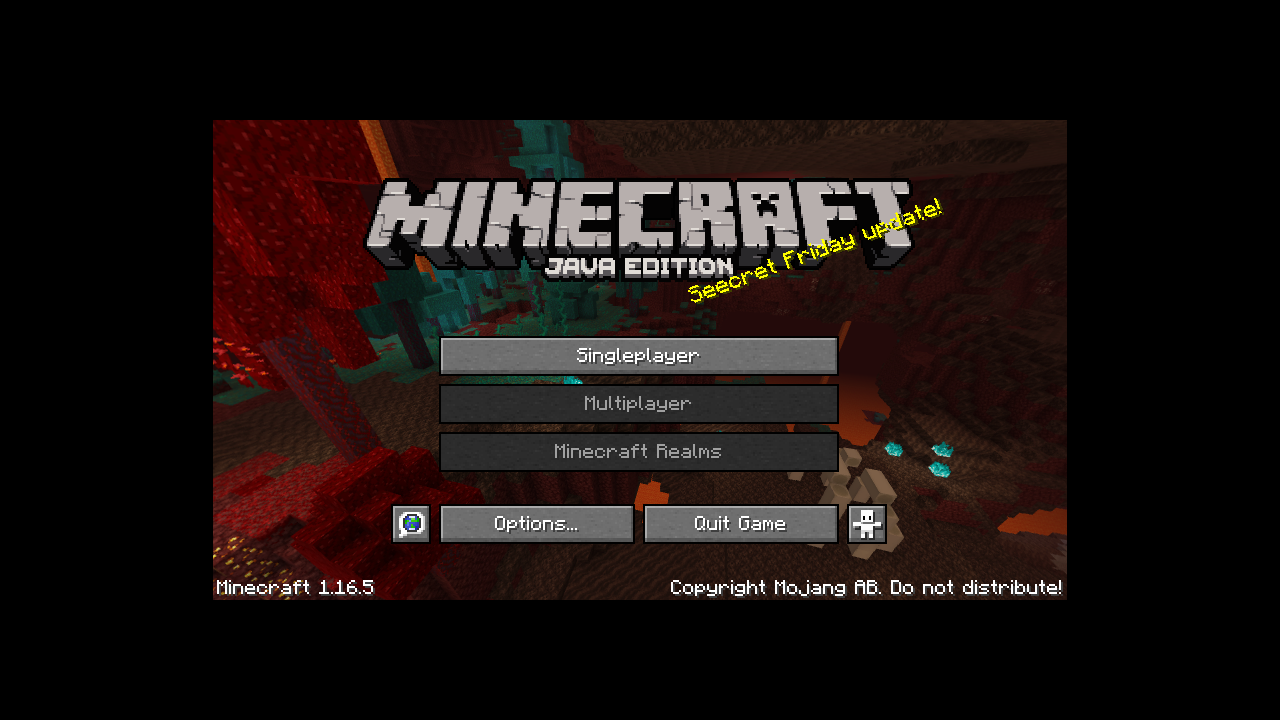 MINECRAFT
JAVA EDITION
Seecret Friday update!
Singleplayer
Multiplayer
Minecraft Realms
Options...
Quit Game
Minecraft 1.16.5
Copyright Mojang AB. Do not distribute!